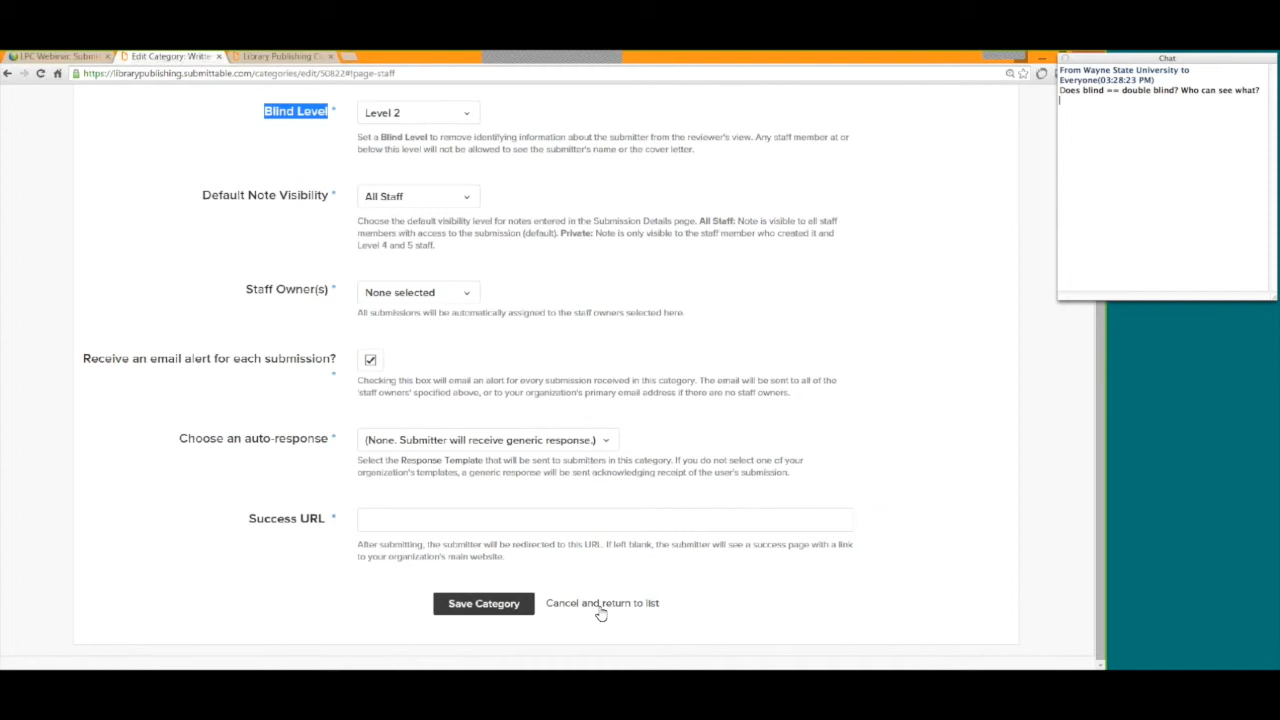 LPC Webinar: Submi
Edit Category: Writte
Library Publishing C
https://librarypublishing.submittable.com/categories/edit/50822#!page-staff
Blind Level *
Level 2
Set a Blind Level to remove identifying information about the submitter from the reviewer's view. Any staff member at or
below this level will not be allowed to see the submitter's name or the cover letter.
Default Note Visibility *
All Staff
Choose the default visibility level for notes entered in the Submission Details page. All Staff: Note is visible to all staff
members with access to the submission (default). Private: Note is only visible to the staff member who created it and
Level 4 and 5 staff.
Staff Owner(s) *
None selected
All submissions will be automatically assigned to the staff owners selected here.
Receive an email alert for each submission?
*
Checking this box will email an alert for every submission received in this category. The email will be sent to all of the
'staff owners' specified above, or to your organization's primary email address if there are no staff owners.
Choose an auto-response *
(None. Submitter will receive generic response.)
Select the Response Template that will be sent to submitters in this category. If you do not select one of your
organization's templates, a generic response will be sent acknowledging receipt of the user's submission.
Success URL *
After submitting, the submitter will be redirected to this URL. If left blank, the submitter will see a success page with a link
to your organization's main website.
Save Category
Cancel and return to list
Chat
From Wayne State University to
Everyone(03:28:23 PM)
Does blind == double blind? Who can see what?